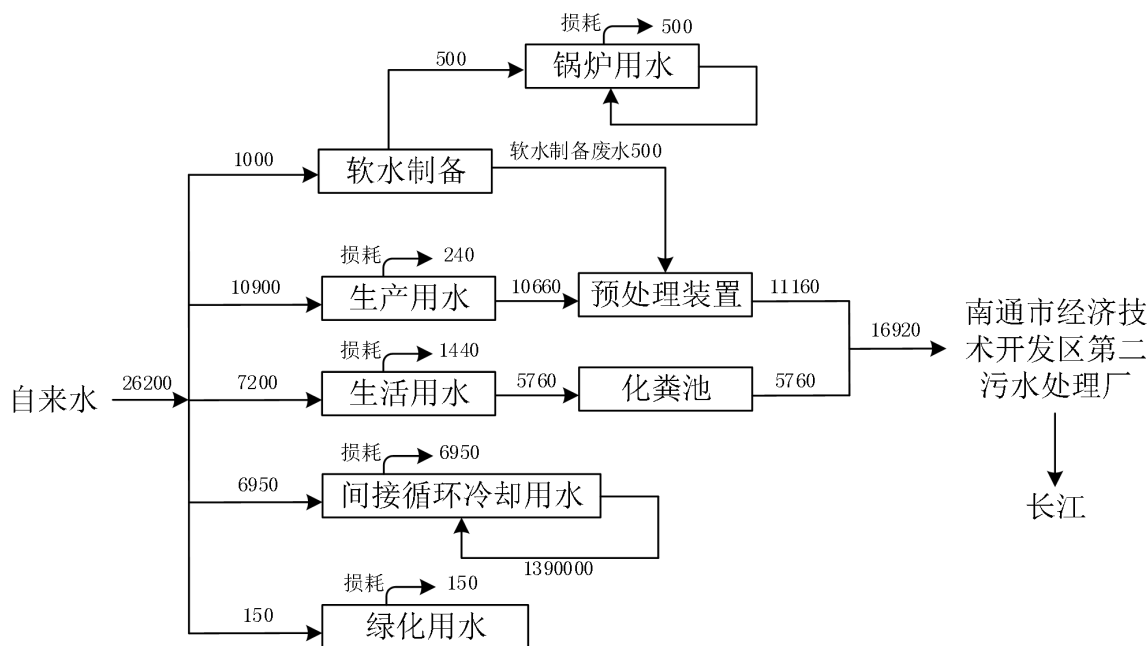 损耗
500
500
锅炉用水
软水制备废水500
1000
软水制备
损耗
240
10900
生产用水
10660
预处理装置
11160
16920
南通市经济技
术开发区第二
污水处理厂
损耗
1440
自来水
26200
7200
生活用水
5760
化粪池
5760
损耗
6950
6950
间接循环冷却用水
长江
1390000
损耗
150
150
绿化用水